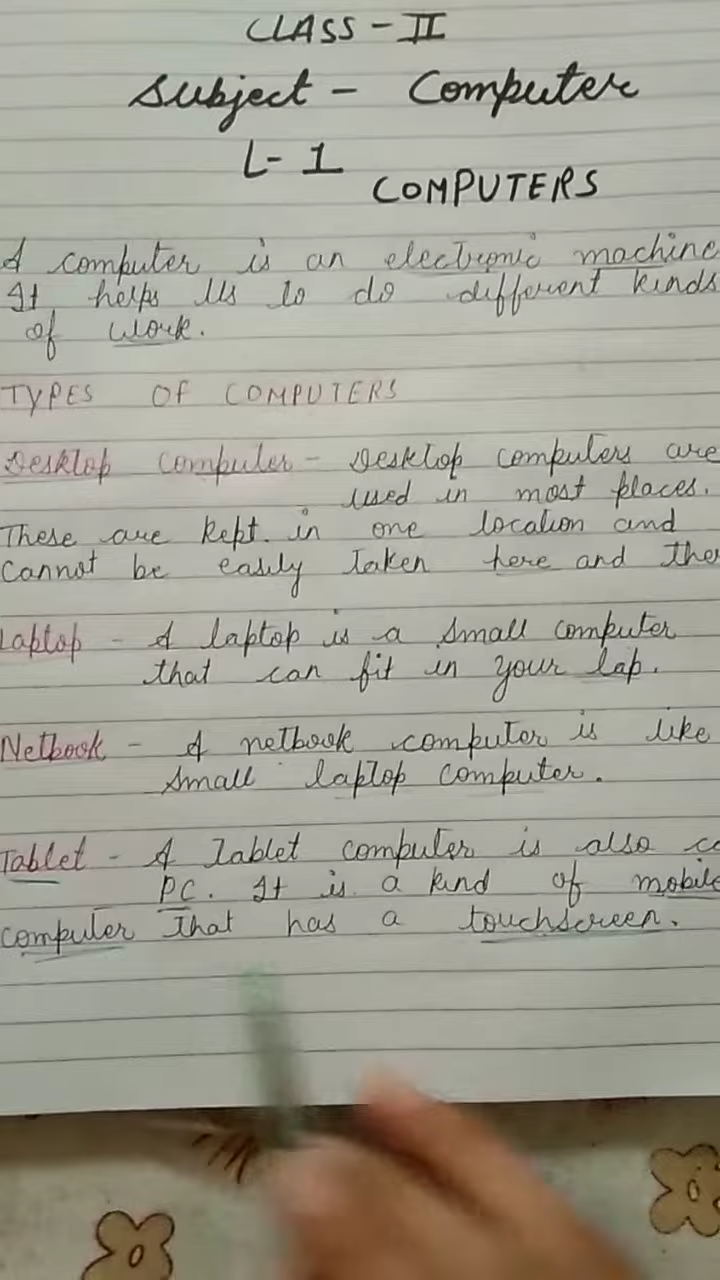 CLASS - II
Subject - Computer
L-1
COMPUTERS
A computer is an electronic machine
It helps us to do different kinds
of work.
TYPES OF COMPUTERS
Desktop computer - Desktop computers are
used in most places.
These are kept in one location and
cannot be easily taken here and
Laptop - A laptop is a small computer
that can fit in your lap.
Netbook - A netbook computer is like
small laptop computer.
Tablet - A Tablet computer is also
PC. It is a kind of mobile
computer that has a touchscreen.